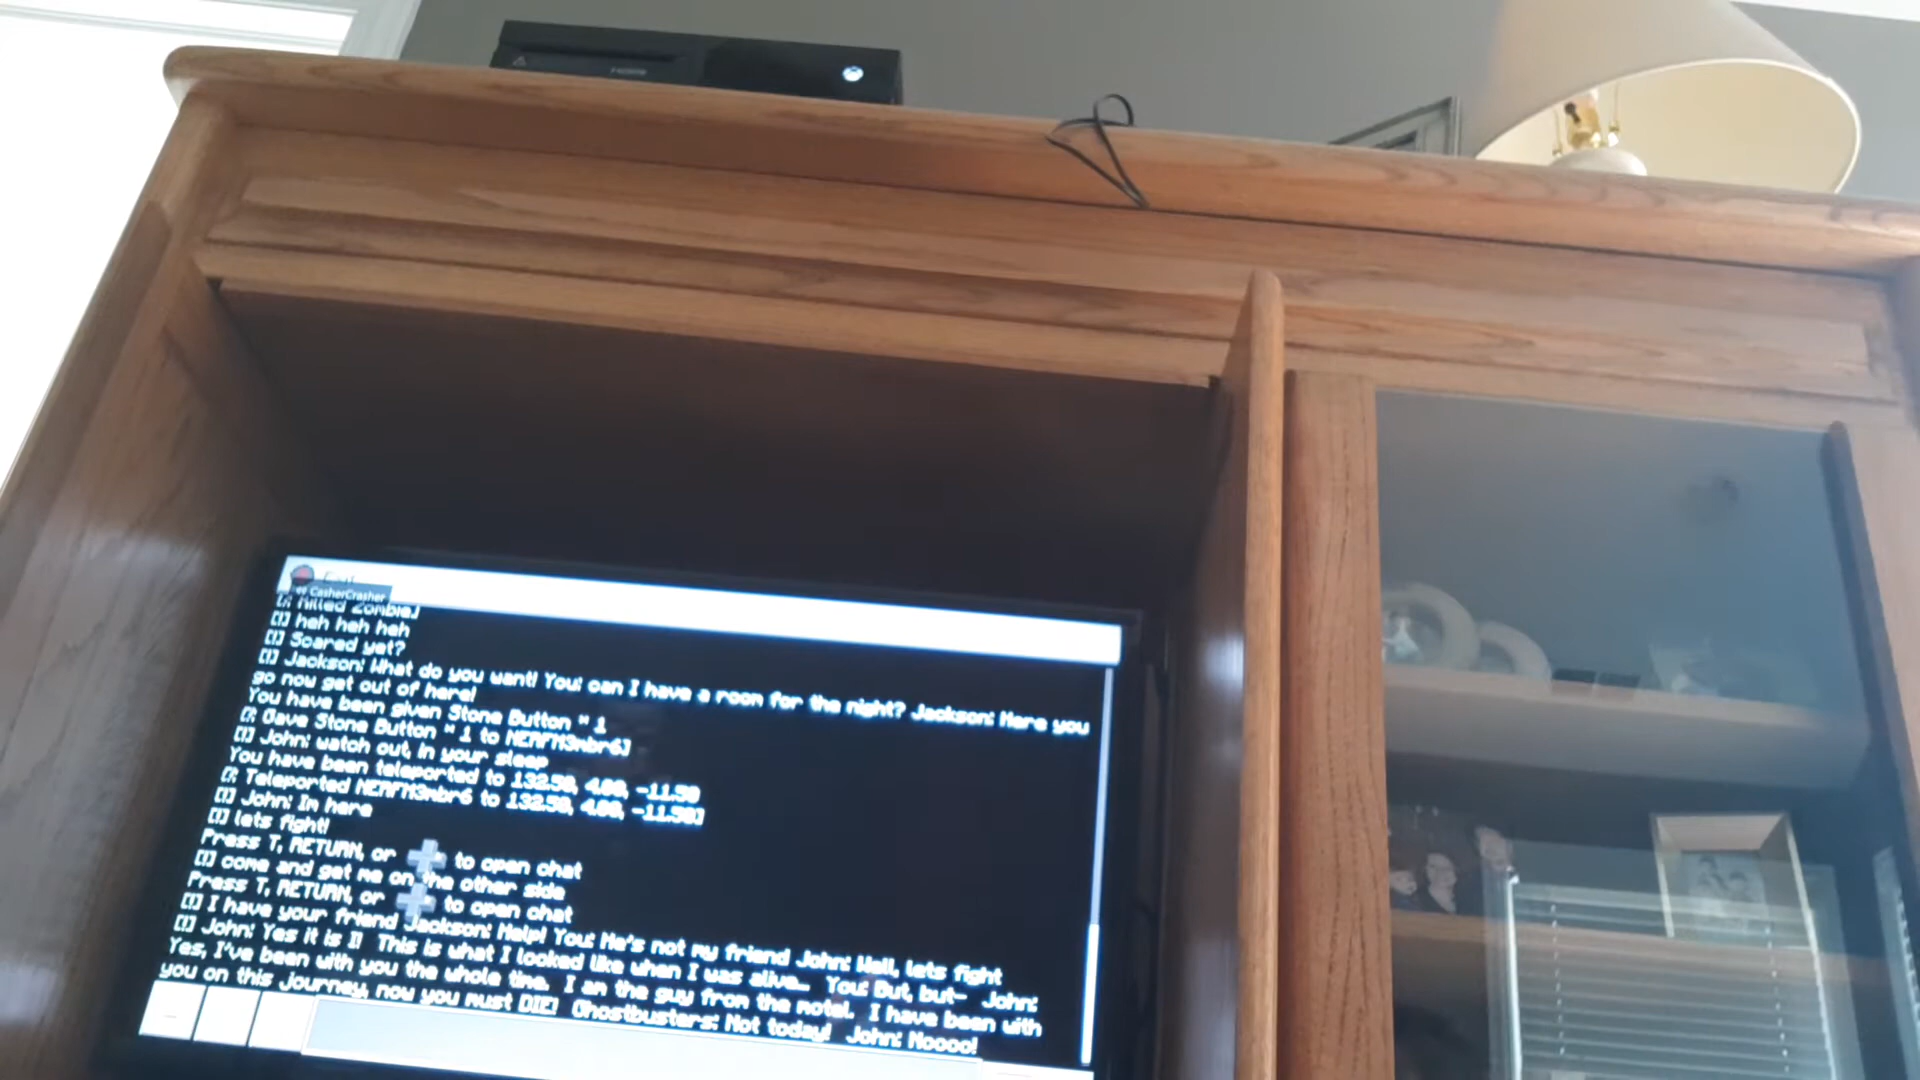 Exit
er CasherCrasher
[!: Killed Zombie]
[!] heh heh heh
[!] Scared yet?
[!] Jackson: What do you want! You: can I have a room for the night? Jackson: Here you
go now get out of here!
You have been given Stone Button * 1
[!: Gave Stone Button * 1 to NERFM3mbr6]
[!] John: watch out, in your sleep
You have been teleported to 132.50, 4.00, -11.50
[!: Teleported NERFM3mbr6 to 132.50, 4.00, -11.50]
[!] John: Im here
[!] lets fight!
Press T, RETURN, or to open chat
[!] come and get me on the other side
Press T, RETURN, or to open chat
[!] I have your friend Jackson: Help! You: He's not my friend John: Well, lets fight
[!] John: Yes it is I! This is what I looked like when I was alive... You: But, but- John:
Yes, I've been with you the whole time. I am the guy from the motel. I have been with
you on this journey, now you must DIE! Ghostbusters: Not today! John: Noooo!